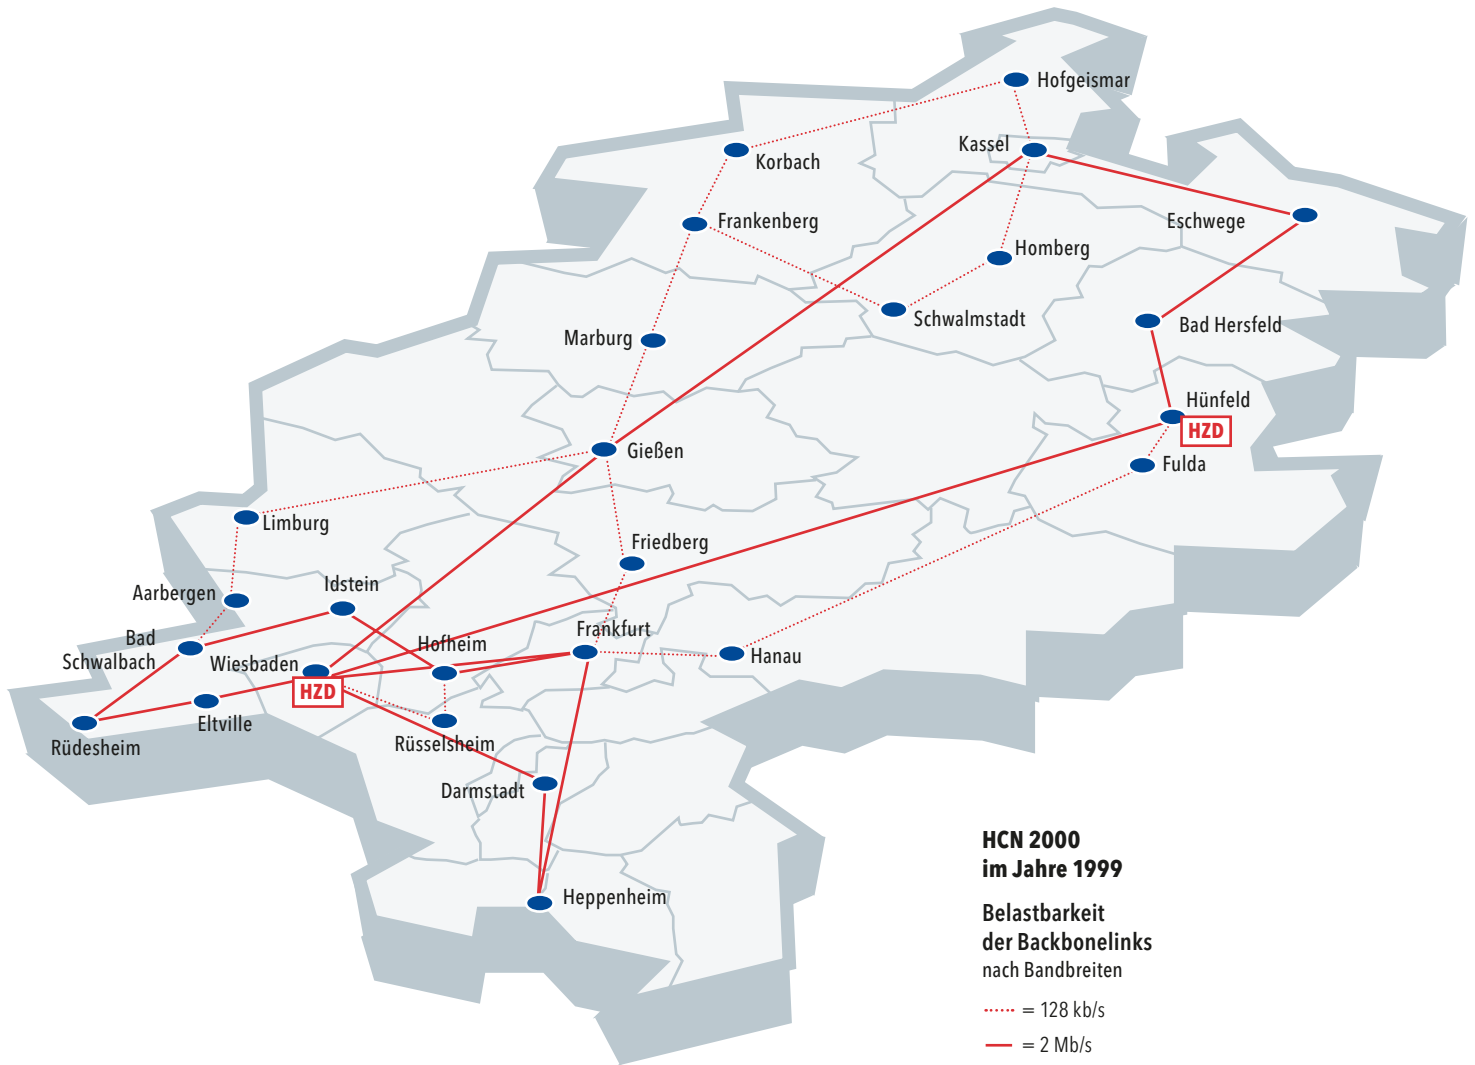 Hofgeismar
Kassel
Korbach
Eschwege
Frankenberg
Homberg
Schwalmstadt
Bad Hersfeld
Marburg
Hünfeld
HZD
Gießen
Fulda
Limburg
Friedberg
Idstein
Aarbergen
Bad
Schwalbach
Frankfurt
Hofheim
Hanau
Wiesbaden
HZD
Eltville
Rüdesheim
Rüsselsheim
Darmstadt
Heppenheim
HCN 2000
im Jahre 1999
Belastbarkeit
der Backbonelinks
nach Bandbreiten
= 128 kb/s
= 2 Mb/s